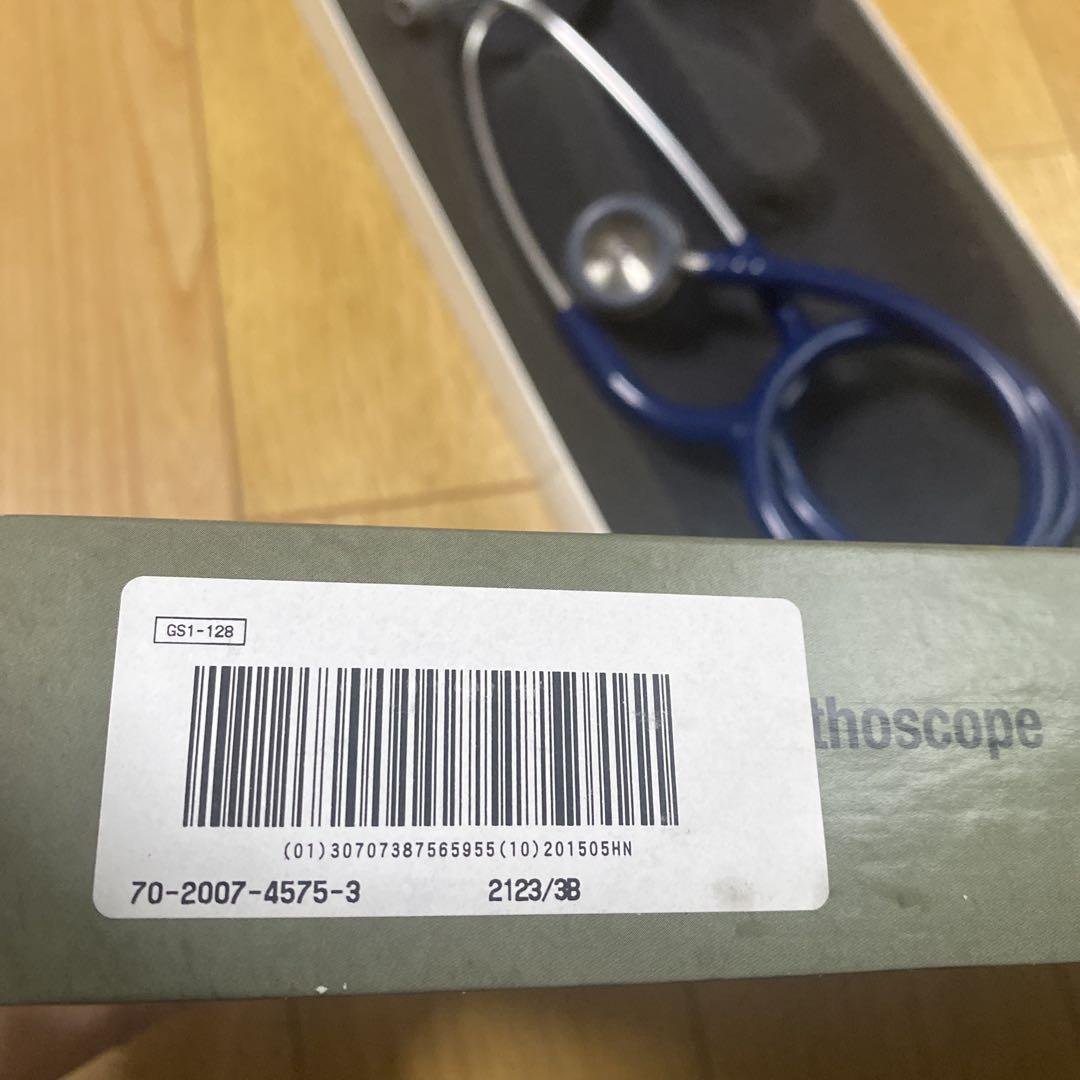 GS1-128
thoscope
(01)30707387565955(10)201505HN
70-2007-4575-3 2123/3B